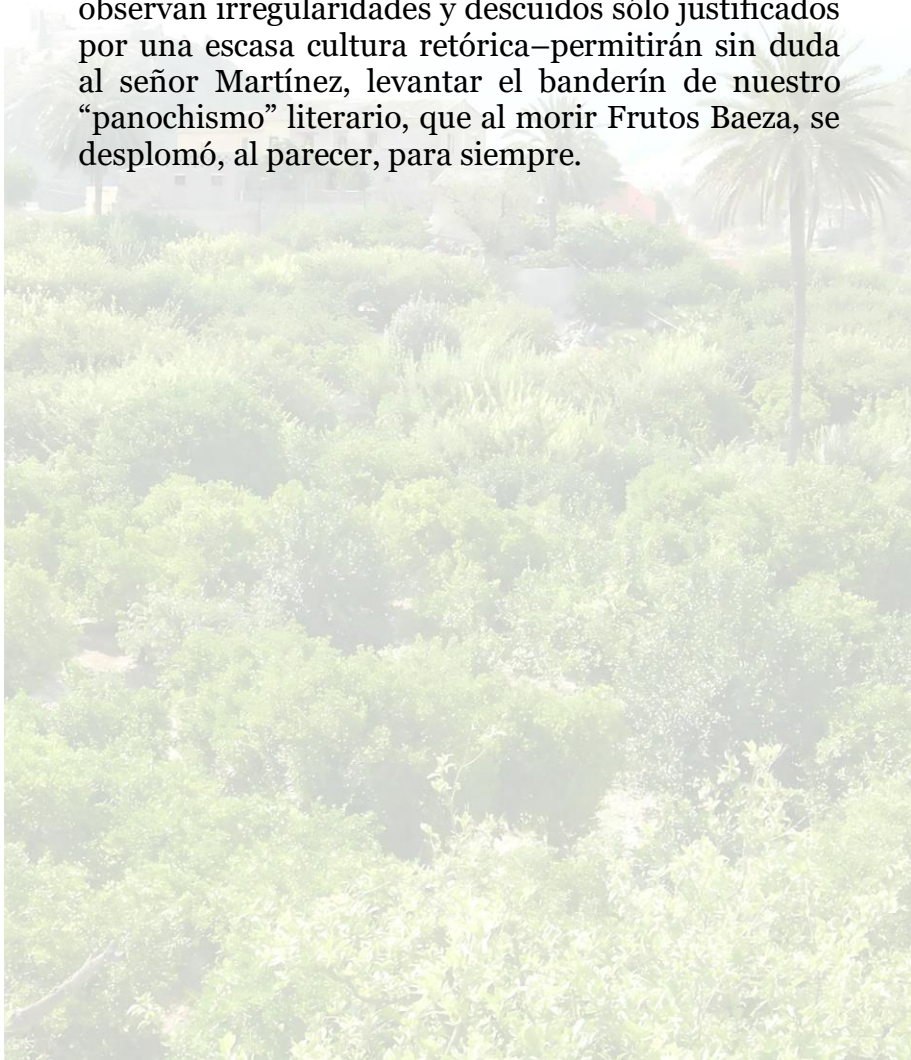 observan irregularidades y descuidos sólo justificados
por una escasa cultura retórica–permitirán sin duda
al señor Martínez, levantar el banderín de nuestro
“panochismo” literario, que al morir Frutos Baeza, se
desplomó, al parecer, para siempre.